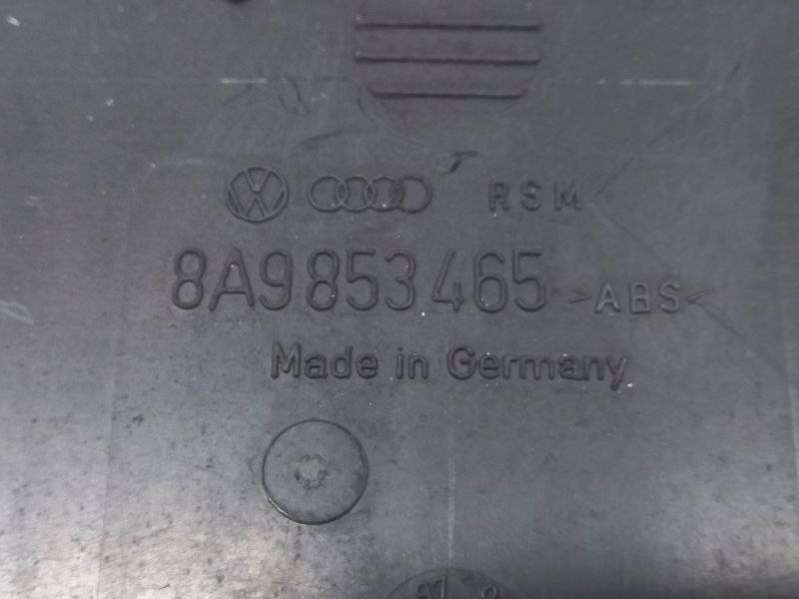 RSM
8A9853465 >ABS<
Made in Germany